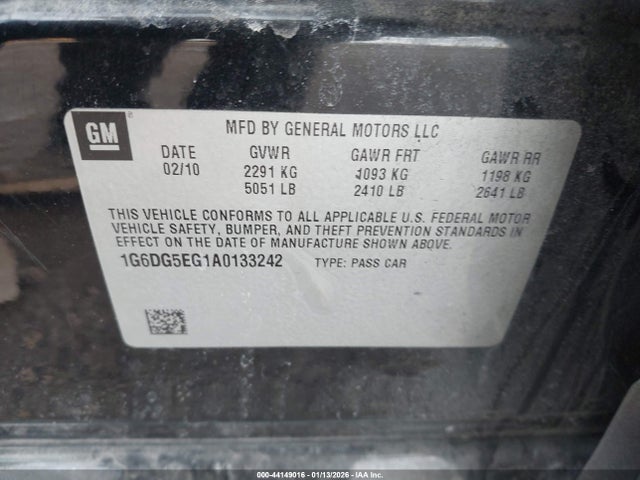 GM
MFD BY GENERAL MOTORS LLC
DATE GVWR GAWR FRT GAWR RR
02/10 2291 KG 1093 KG 1198 KG
5051 LB 2410 LB 2641 LB
THIS VEHICLE CONFORMS TO ALL APPLICABLE U.S. FEDERAL MOTOR
VEHICLE SAFETY, BUMPER, AND THEFT PREVENTION STANDARDS IN
EFFECT ON THE DATE OF MANUFACTURE SHOWN ABOVE.
1G6DG5EG1A0133242 TYPE: PASS CAR
000-44149016 - 01/13/2026 - IAAI.COM